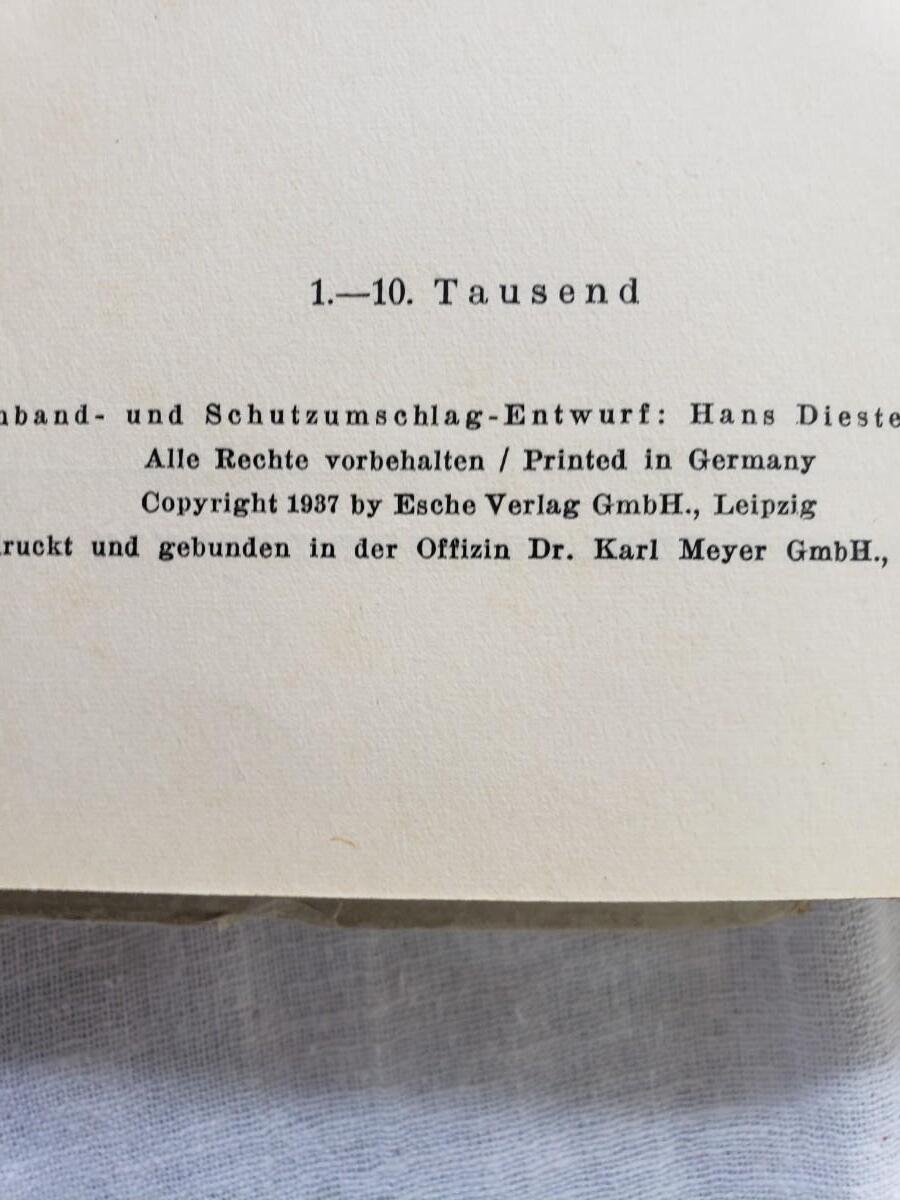 1.—10. Tausend
nband- und Schutzumschlag-Entwurf: Hans Dieste
Alle Rechte vorbehalten / Printed in Germany
Copyright 1937 by Esche Verlag GmbH., Leipzig
ruckt und gebunden in der Offizin Dr. Karl Meyer GmbH.,